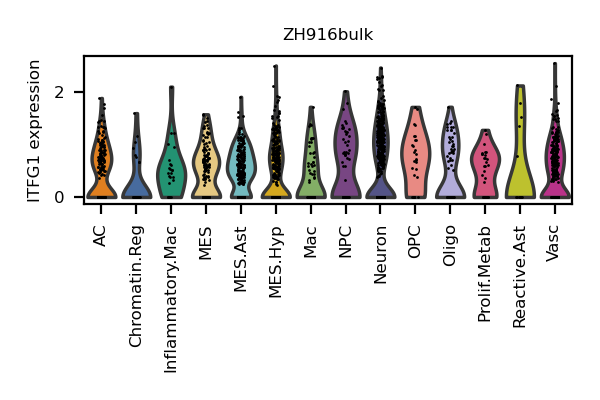 ZH916bulk
ITFG1 expression
2
0
AC
Chromatin.Reg
Inflammatory.Mac
MES
MES.Ast
MES.Hyp
Mac
NPC
Neuron
OPC
Oligo
Prolif.Metab
Reactive.Ast
Vasc